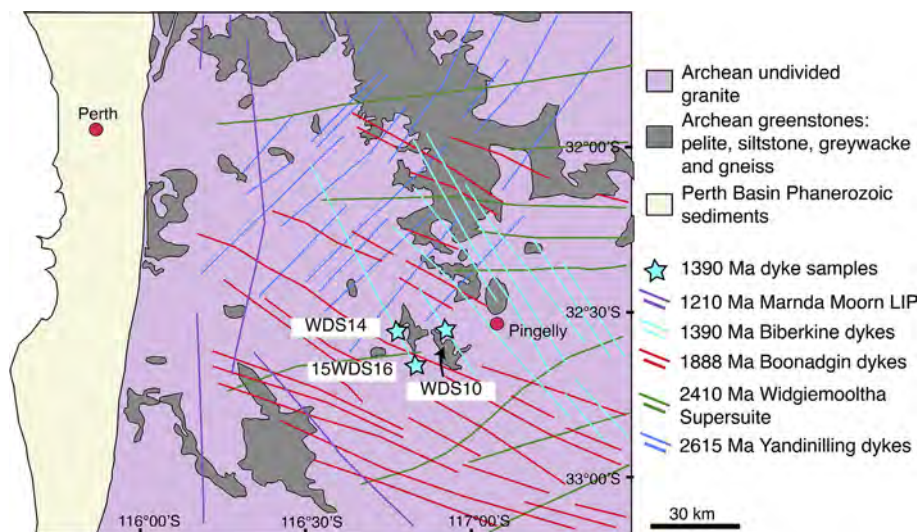 Perth
32°00'S
32°30'S
WDS14
Pingelly
15WDS16
WDS10
33°00'S
116°00'S
116°30'S
117°00'S
Archean undivided
granite
Archean greenstones:
pelite, siltstone, greywacke
and gneiss
Perth Basin Phanerozoic
sediments
1390 Ma dyke samples
1210 Ma Marnda Moorn LIP
1390 Ma Biberkine dykes
1888 Ma Boonadgin dykes
2410 Ma Widgiemooltha
Supersuite
2615 Ma Yandinilling dykes
30 km